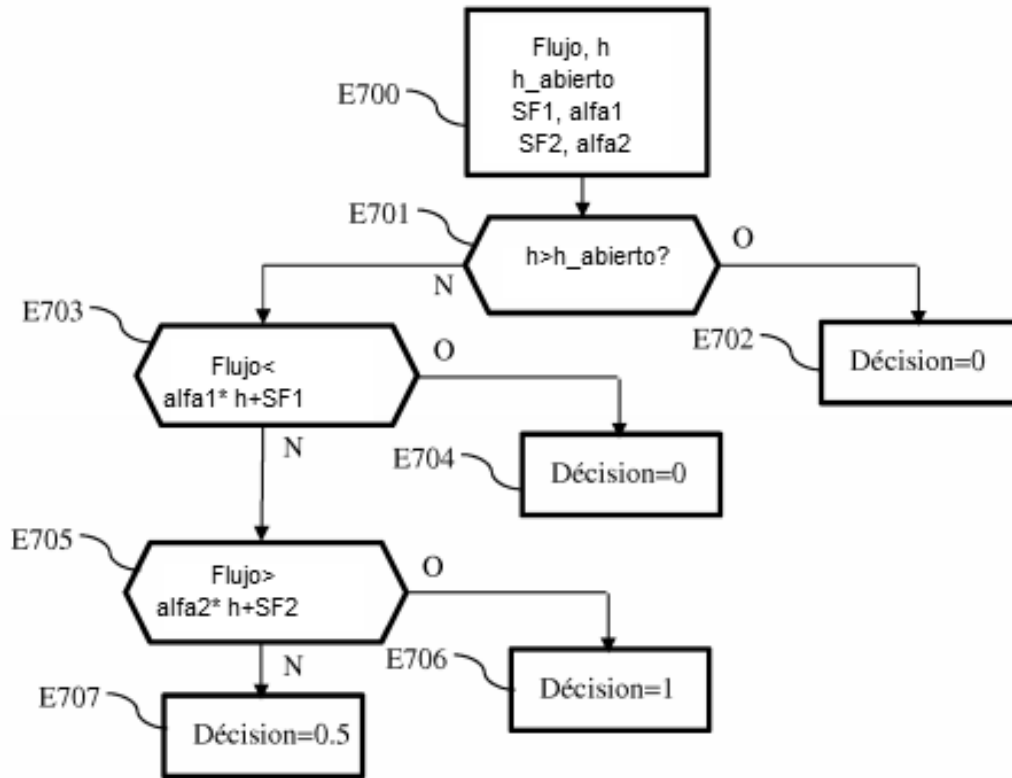 Flujo, h
h_abierto
E700
SF1, alfa1
SF2, alfa2
E701
h>h_abierto?
O
N
E703
Flujo<
alfa1* h+SF1
O
E702
Décision=0
N
E704
Décision=0
E705
Flujo>
alfa2* h+SF2
O
N
E706
Décision=1
E707
Décision=0.5